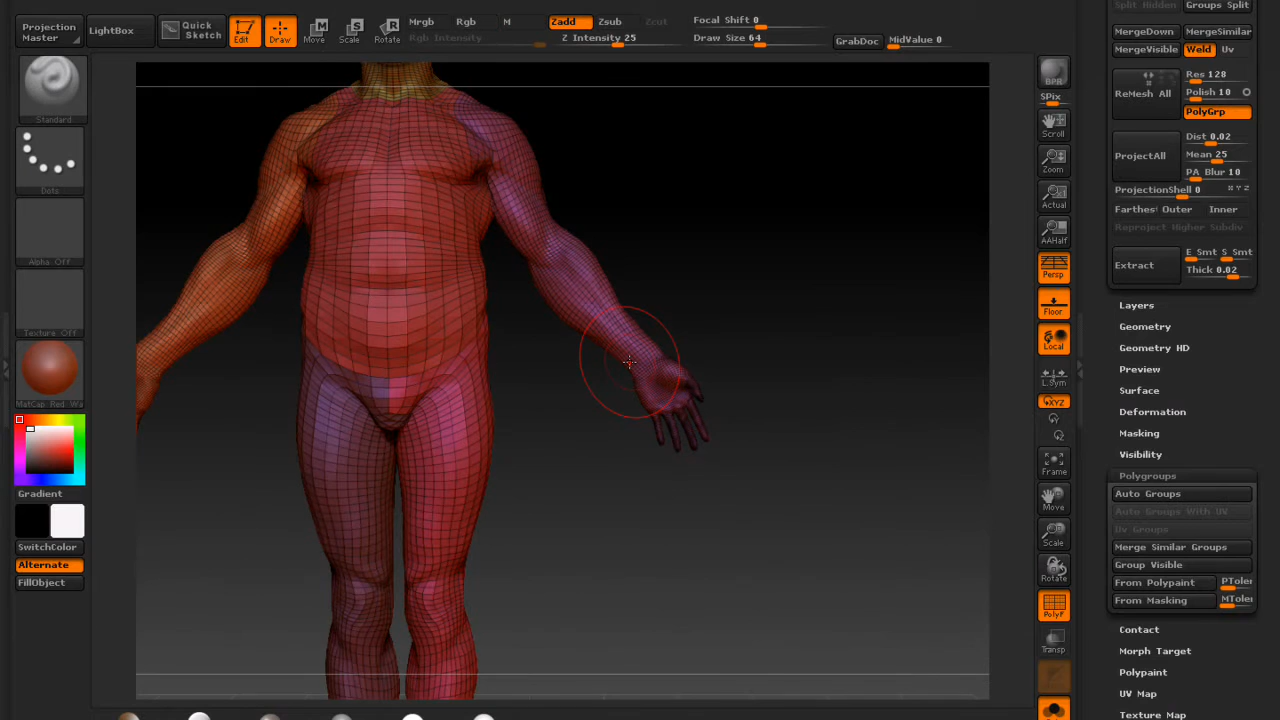 Projection
Master
LightBox
Quick
Sketch
Edit
Draw
Move
Scale
Rotate
Mrgb
Rgb
M
Rgb Intensity
Zadd
Zsub
Zcut
Z Intensity 25
Focal Shift 0
Draw Size 64
GrabDoc
MidValue 0
Standard
Dots
Alpha Off
Texture Off
MatCap Red Wa
Gradient
SwitchColor
Alternate
FillObject
BPR
SPix
Scroll
Zoom
Actual
AAHalf
Persp
Floor
Local
L.Sym
XYZ
Y
Z
Frame
Move
Scale
Rotate
PolyF
Transp
Split Hidden
Groups Split
MergeDown
MergeSimilar
MergeVisible
Weld
Uv
ReMesh All
Res 128
Polish 10
PolyGrp
ProjectAll
Dist 0.02
Mean 25
PA Blur 10
ProjectionShell 0
X Y Z
Farthest
Outer
Inner
Reproject Higher Subdiv
Extract
E Smt
S Smt
Thick 0.02
Layers
Geometry
Geometry HD
Preview
Surface
Deformation
Masking
Visibility
Polygroups
Auto Groups
Auto Groups With UV
Uv Groups
Merge Similar Groups
Group Visible
From Polypaint
PToler
From Masking
MToler
Contact
Morph Target
Polypaint
UV Map
Texture Map